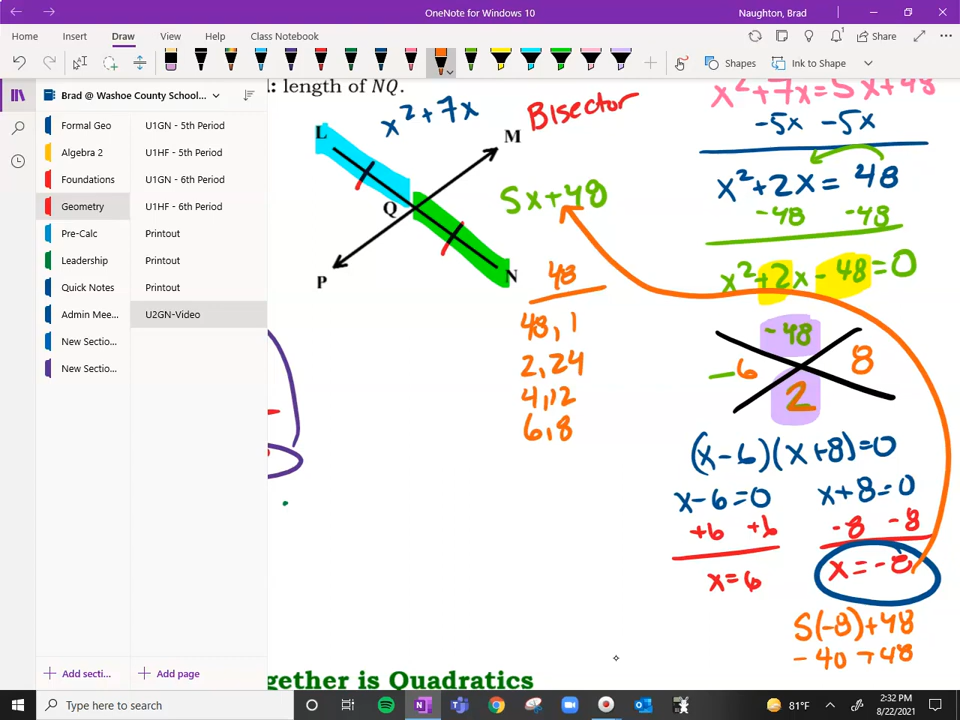 OneNote for Windows 10
Naughton, Brad
Home Insert Draw View Help Class Notebook
Share
Shapes
Ink to Shape
Brad @ Washoe County School...
Formal Geo
Algebra 2
Foundations
Geometry
Pre-Calc
Leadership
Quick Notes
Admin Mee...
New Sectio...
New Sec...
U1GN - 5th Period
U1HF - 5th Period
U1GN - 6th Period
U1HF - 6th Period
Printout
Printout
Printout
U2GN-Video
Add secti...
Add page
: length of NQ.
x²+7x
Bisector
L
M
Q
P
N
5x+48
48
48, 1
2, 24
4, 12
6, 8
x²+7x=5x+48
-5x -5x
x²+2x= 48
-48 -48
x²+2x-48=0
-48
-6 8
2
(x-6)(x+8)=0
x-6=0 x+8=0
+6 +6 -8 -8
x=6 x=-8
5(-8)+48
-40+48
gether is Quadratics
Type here to search
81°F
2:32 PM
8/22/2021